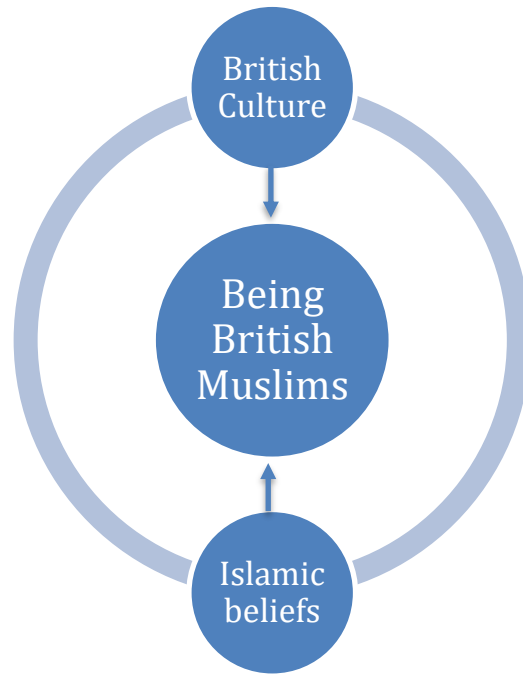 British
Culture
Being
British
Muslims
Islamic
beliefs